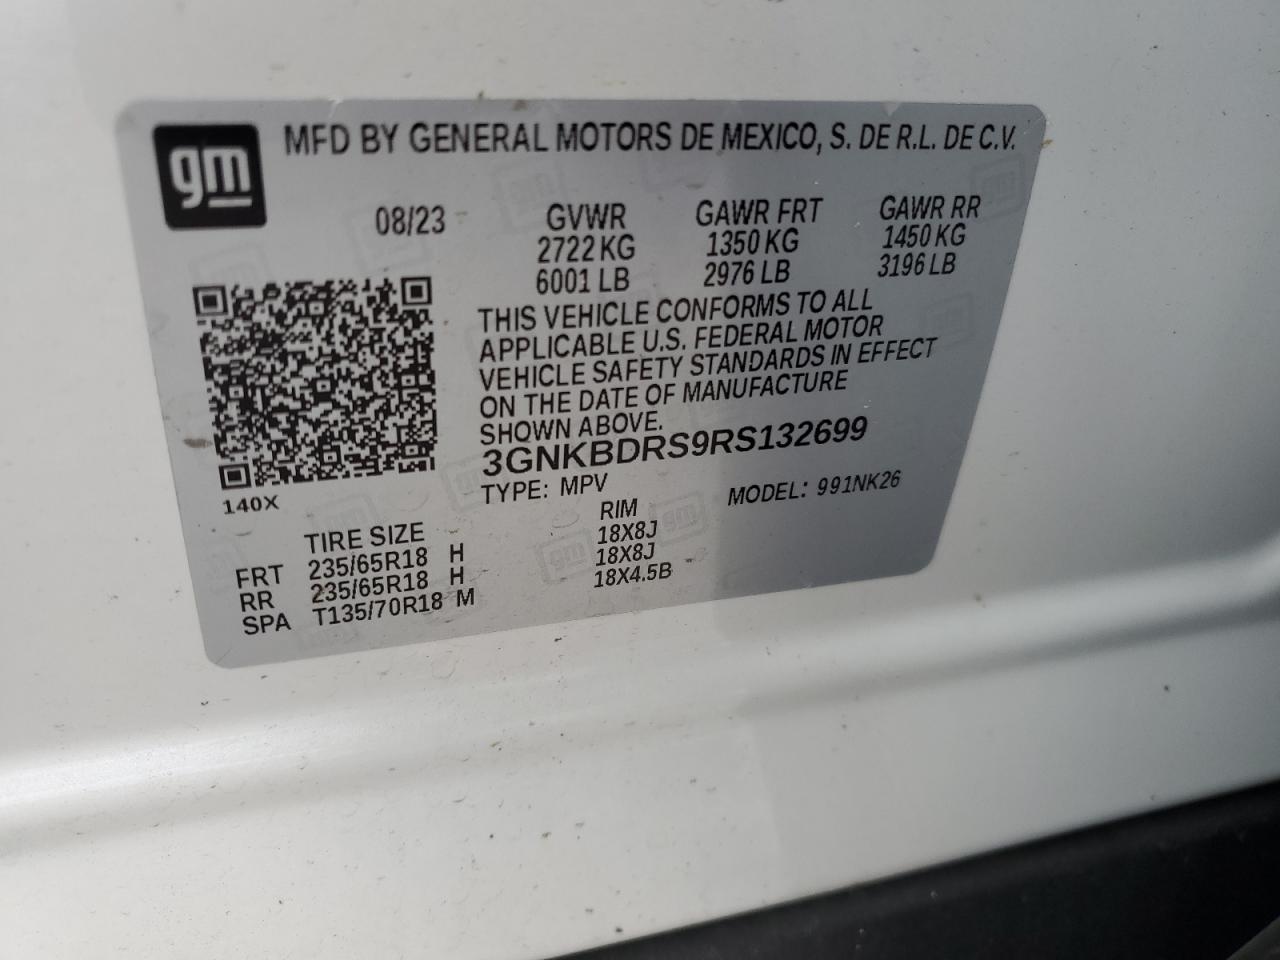 gm
MFD BY GENERAL MOTORS DE MEXICO, S. DE R.L. DE C.V.
08/23 GVWR GAWR FRT GAWR RR
2722 KG 1350 KG 1450 KG
6001 LB 2976 LB 3196 LB
THIS VEHICLE CONFORMS TO ALL
APPLICABLE U.S. FEDERAL MOTOR
VEHICLE SAFETY STANDARDS IN EFFECT
ON THE DATE OF MANUFACTURE
SHOWN ABOVE.
3GNKBDRS9RS132699
TYPE: MPV MODEL: 991NK26
140X
TIRE SIZE RIM
FRT 235/65R18 H 18X8J
RR 235/65R18 H 18X8J
SPA T135/70R18 M 18X4.5B